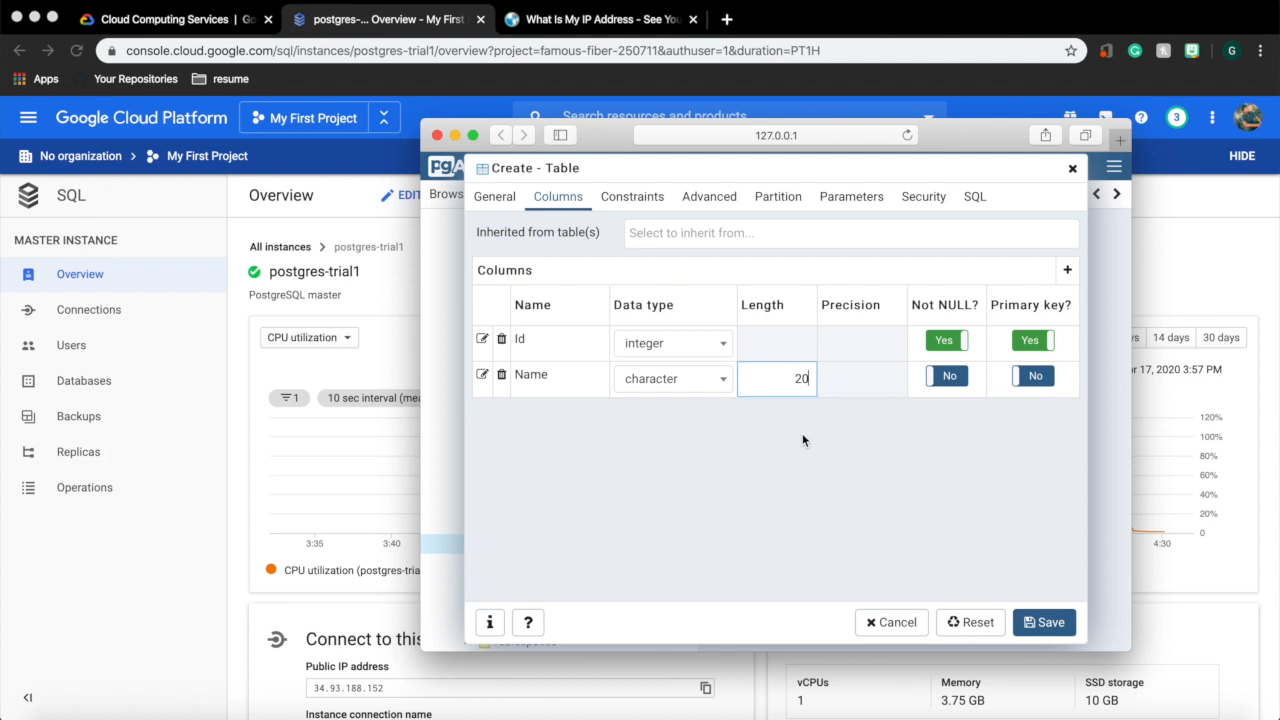 Cloud Computing Services | Go
postgres-... Overview - My First
What Is My IP Address - See You
console.cloud.google.com/sql/instances/postgres-trial1/overview?project=famous-fiber-250711&authuser=1&duration=PT1H
G
Apps
Your Repositories
resume
Google Cloud Platform
My First Project
Search resources and products
3
No organization
My First Project
HIDE
127.0.0.1
SQL
Overview
EDIT
pgA
Brows
Create - Table
General
Columns
Constraints
Advanced
Partition
Parameters
Security
SQL
MASTER INSTANCE
Overview
Connections
Users
Databases
Backups
Replicas
Operations
All instances > postgres-trial1
postgres-trial1
PostgreSQL master
CPU utilization
1
10 sec interval (mea
3:35
3:40
CPU utilization (postgres-tria
Inherited from table(s)
Select to inherit from...
Columns
Name
Data type
Length
Precision
Not NULL?
Primary key?
Id
integer
Yes
Yes
Name
character
20
No
No
Cancel
Reset
Save
14 days
30 days
17, 2020 3:57 PM
120%
100%
80%
60%
40%
20%
0
4:30
Connect to this
Public IP address
34.93.188.152
Instance connection name
vCPUs
Memory
SSD storage
1
3.75 GB
10 GB